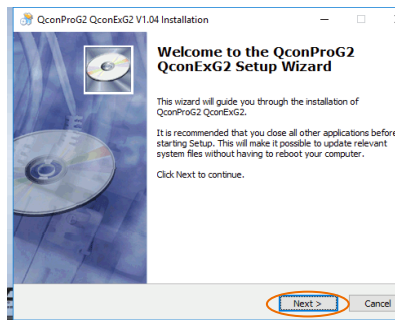 QconProG2 QconExG2 V1.04 Installation
Welcome to the QconProG2
QconExG2 Setup Wizard
This wizard will guide you through the installation of
QconProG2 QconExG2.
It is recommended that you close all other applications before
starting Setup. This will make it possible to update relevant
system files without having to reboot your computer.
Click Next to continue.
Next > Cancel